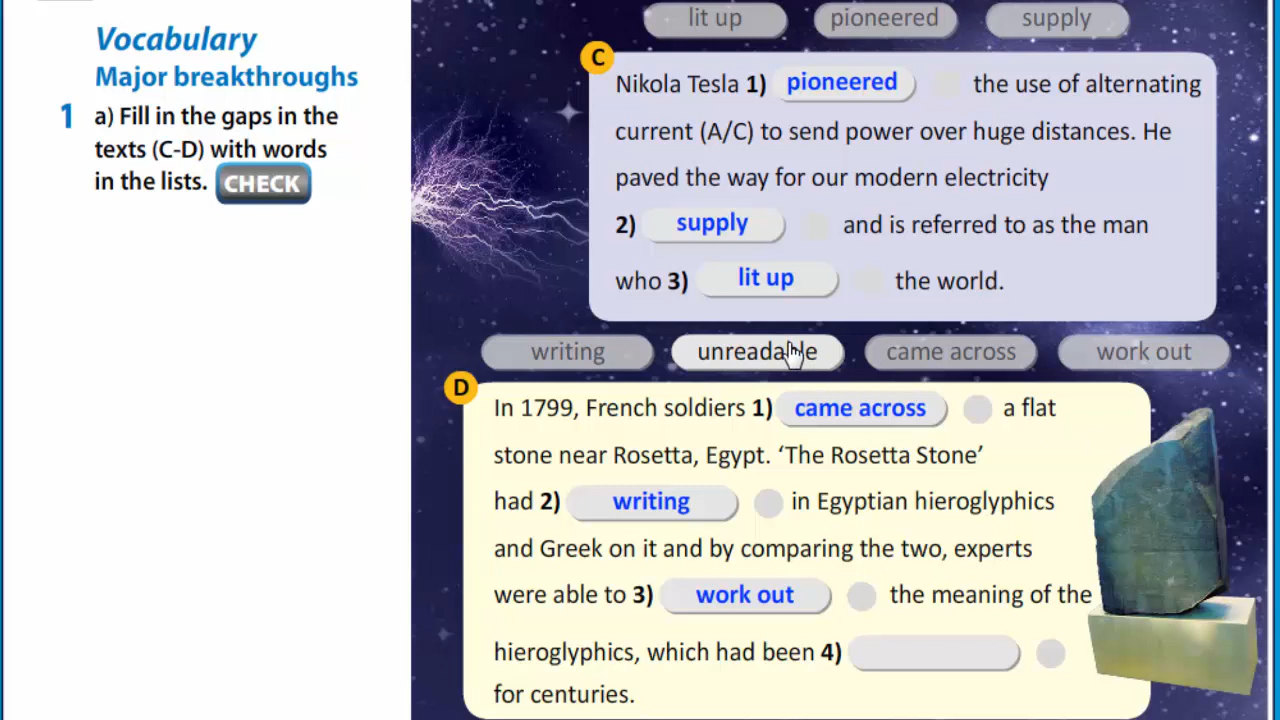 Vocabulary
Major breakthroughs
1 a) Fill in the gaps in the
texts (C-D) with words
in the lists. CHECK
lit up pioneered supply
C
Nikola Tesla 1) pioneered the use of alternating
current (A/C) to send power over huge distances. He
paved the way for our modern electricity
2) supply and is referred to as the man
who 3) lit up the world.
writing unreadable came across work out
D
In 1799, French soldiers 1) came across a flat
stone near Rosetta, Egypt. ‘The Rosetta Stone’
had 2) writing in Egyptian hieroglyphics
and Greek on it and by comparing the two, experts
were able to 3) work out the meaning of the
hieroglyphics, which had been 4)
for centuries.